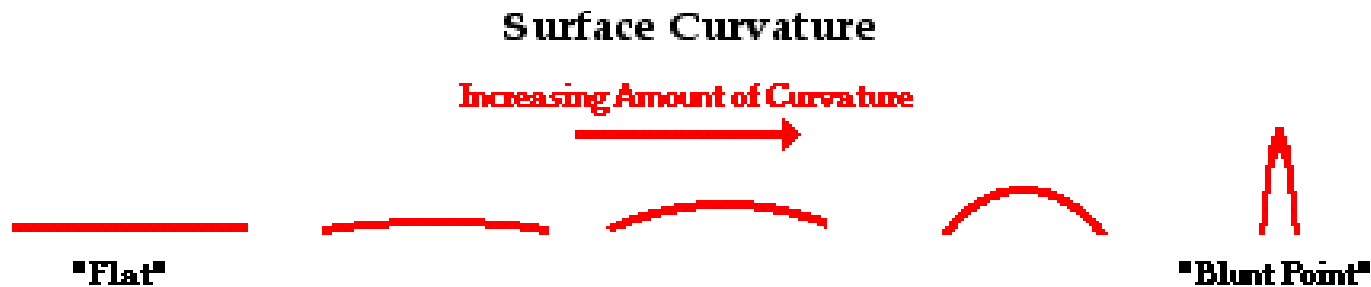 Surface Curvature
Increasing Amount of Curvature
"Flat"
"Blunt Point"